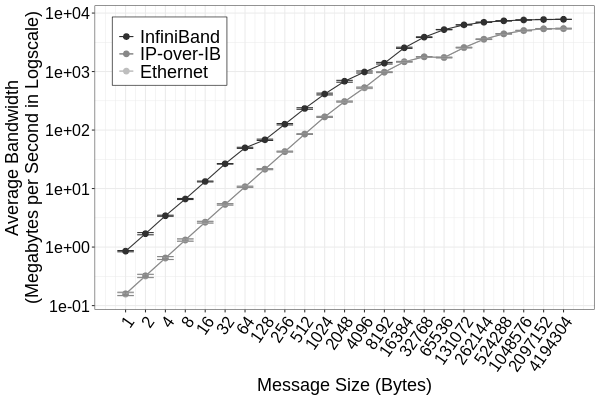 1e+04
1e+03
1e+02
1e+01
1e+00
1e-01
Average Bandwidth
(Megabytes per Second in Logscale)
InfiniBand
IP-over-IB
Ethernet
1
2
4
8
16
32
64
128
256
512
1024
2048
4096
8192
16384
32768
65536
131072
262144
524288
1048576
2097152
4194304
Message Size (Bytes)